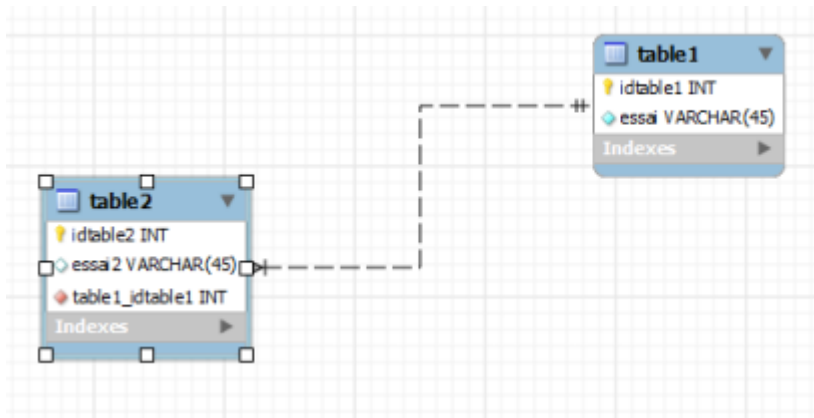 table1
idtable1 INT
essai VARCHAR(45)
Indexes
table2
idtable2 INT
essai2 VARCHAR(45)
table1_idtable1 INT
Indexes